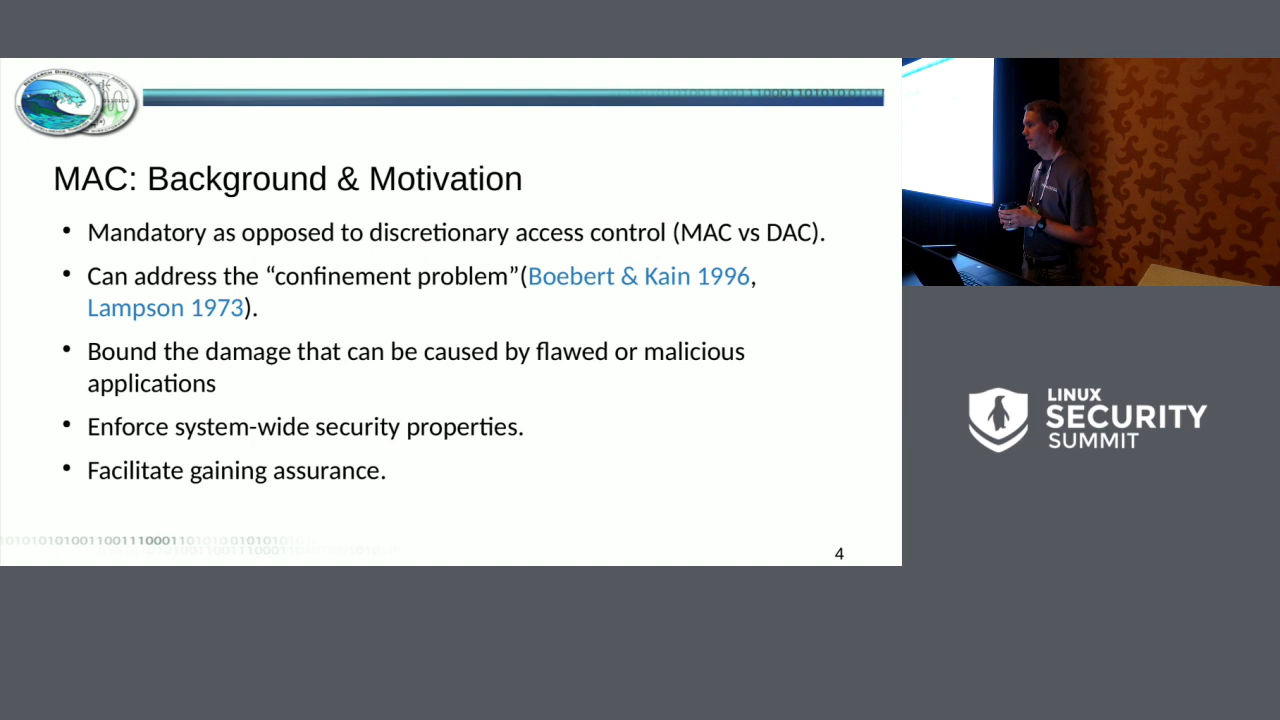 10001101010101
MAC: Background & Motivation
• Mandatory as opposed to discretionary access control (MAC vs DAC).
• Can address the “confinement problem”(Boebert & Kain 1996,
Lampson 1973).
• Bound the damage that can be caused by flawed or malicious
applications
• Enforce system-wide security properties.
• Facilitate gaining assurance.
4
LINUX
SECURITY
SUMMIT